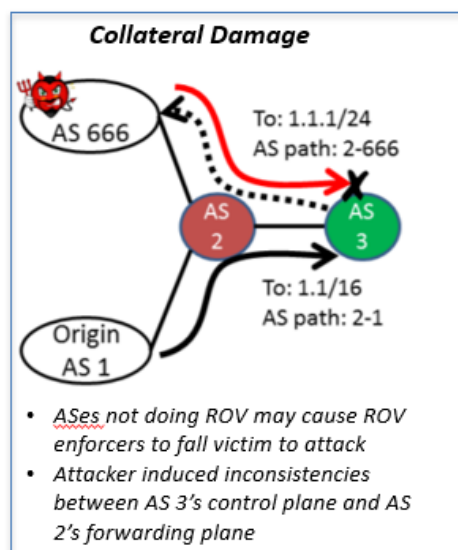 Collateral Damage
AS 666
To: 1.1.1/24
AS path: 2-666
AS
2
AS
3
To: 1.1/16
AS path: 2-1
Origin
AS 1
• ASes not doing ROV may cause ROV
enforcers to fall victim to attack
• Attacker induced inconsistencies
between AS 3's control plane and AS
2's forwarding plane